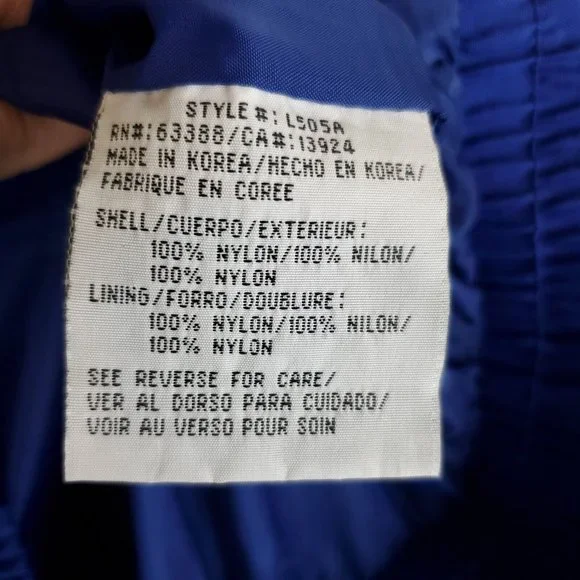 STYLE #: L505A
RN#:63388/CA#:13924
MADE IN KOREA/HECHO EN KOREA/
FABRIQUE EN COREE
SHELL/CUERPO/EXTERIEUR:
100% NYLON/100% NILON/
100% NYLON
LINING/FORRO/DOUBLURE:
100% NYLON/100% NILON/
100% NYLON
SEE REVERSE FOR CARE/
VER AL DORSO PARA CUIDADO/
VOIR AU VERSO POUR SOIN